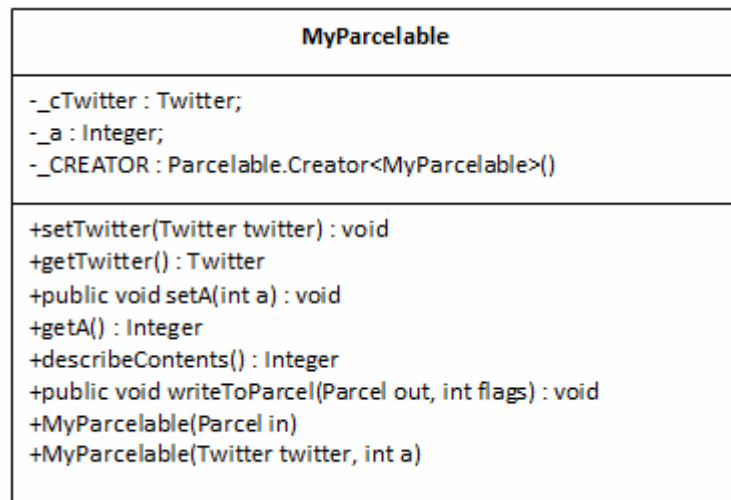 MyParcelable
-_cTwitter : Twitter;
-_a : Integer;
-_CREATOR : Parcelable.Creator<MyParcelable>()
+setTwitter(Twitter twitter) : void
+getTwitter() : Twitter
+public void setA(int a) : void
+getA() : Integer
+describeContents() : Integer
+public void writeToParcel(Parcel out, int flags) : void
+MyParcelable(Parcel in)
+MyParcelable(Twitter twitter, int a)